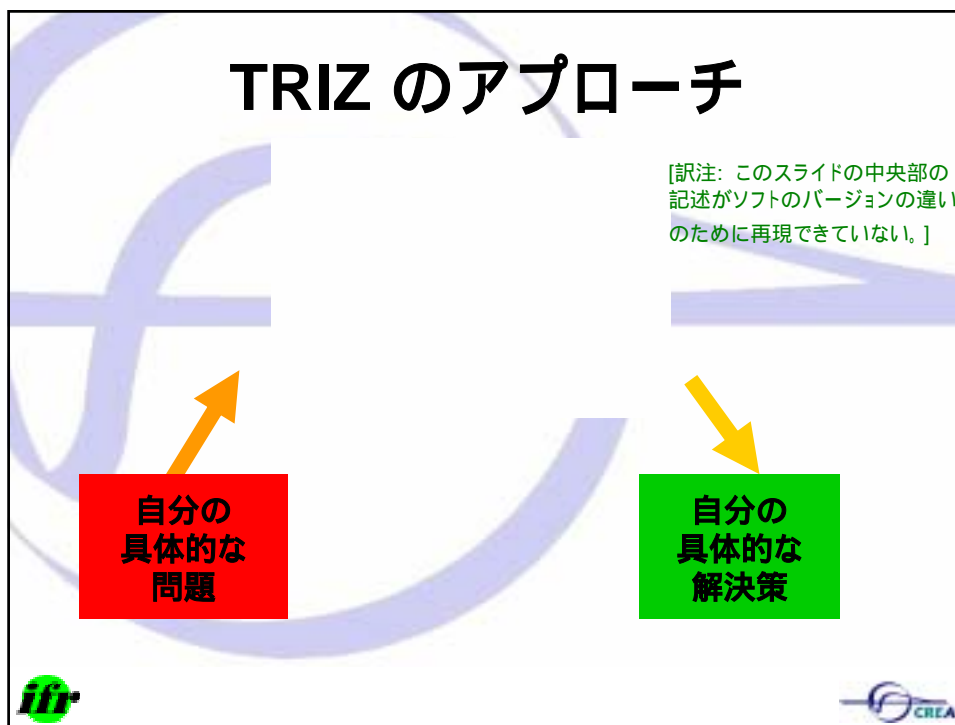 TRIZ のアプローチ
[訳注: このスライドの中央部の
記述がソフトのバージョンの違い
のために再現できていない。]
自分の
具体的な
問題
自分の
具体的な
解決策
ifr
CREA